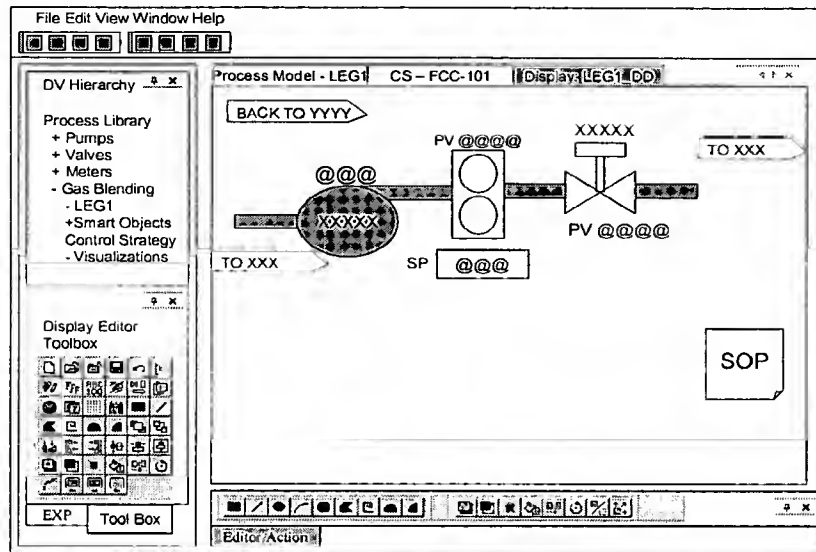 File Edit View Window Help
DV Hierarchy
Process Library
+ Pumps
+ Valves
+ Meters
- Gas Blending
- LEG1
+Smart Objects
Control Strategy
- Visualizations
Display Editor
Toolbox
EXP
Tool Box
Process Model - LEG1
CS – FCC-101
Display: (LEG1_DD)
BACK TO YYYY
PV @@@@
XXXXX
TO XXX
@@@
XXXXX
PV @@@@
TO XXX
SP
@@@
SOP
Editor Action